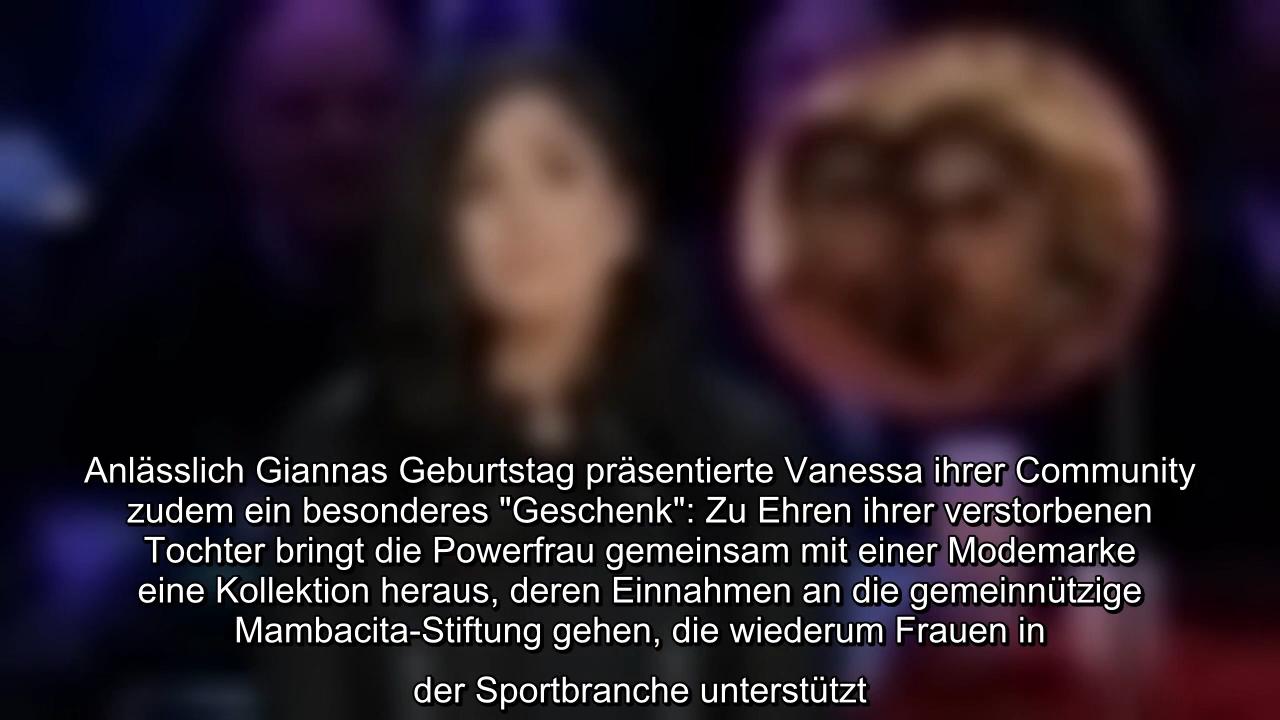 Anlässlich Giannas Geburtstag präsentierte Vanessa ihrer Community
zudem ein besonderes "Geschenk": Zu Ehren ihrer verstorbenen
Tochter bringt die Powerfrau gemeinsam mit einer Modemarke
eine Kollektion heraus, deren Einnahmen an die gemeinnützige
Mambacita-Stiftung gehen, die wiederum Frauen in
der Sportbranche unterstützt